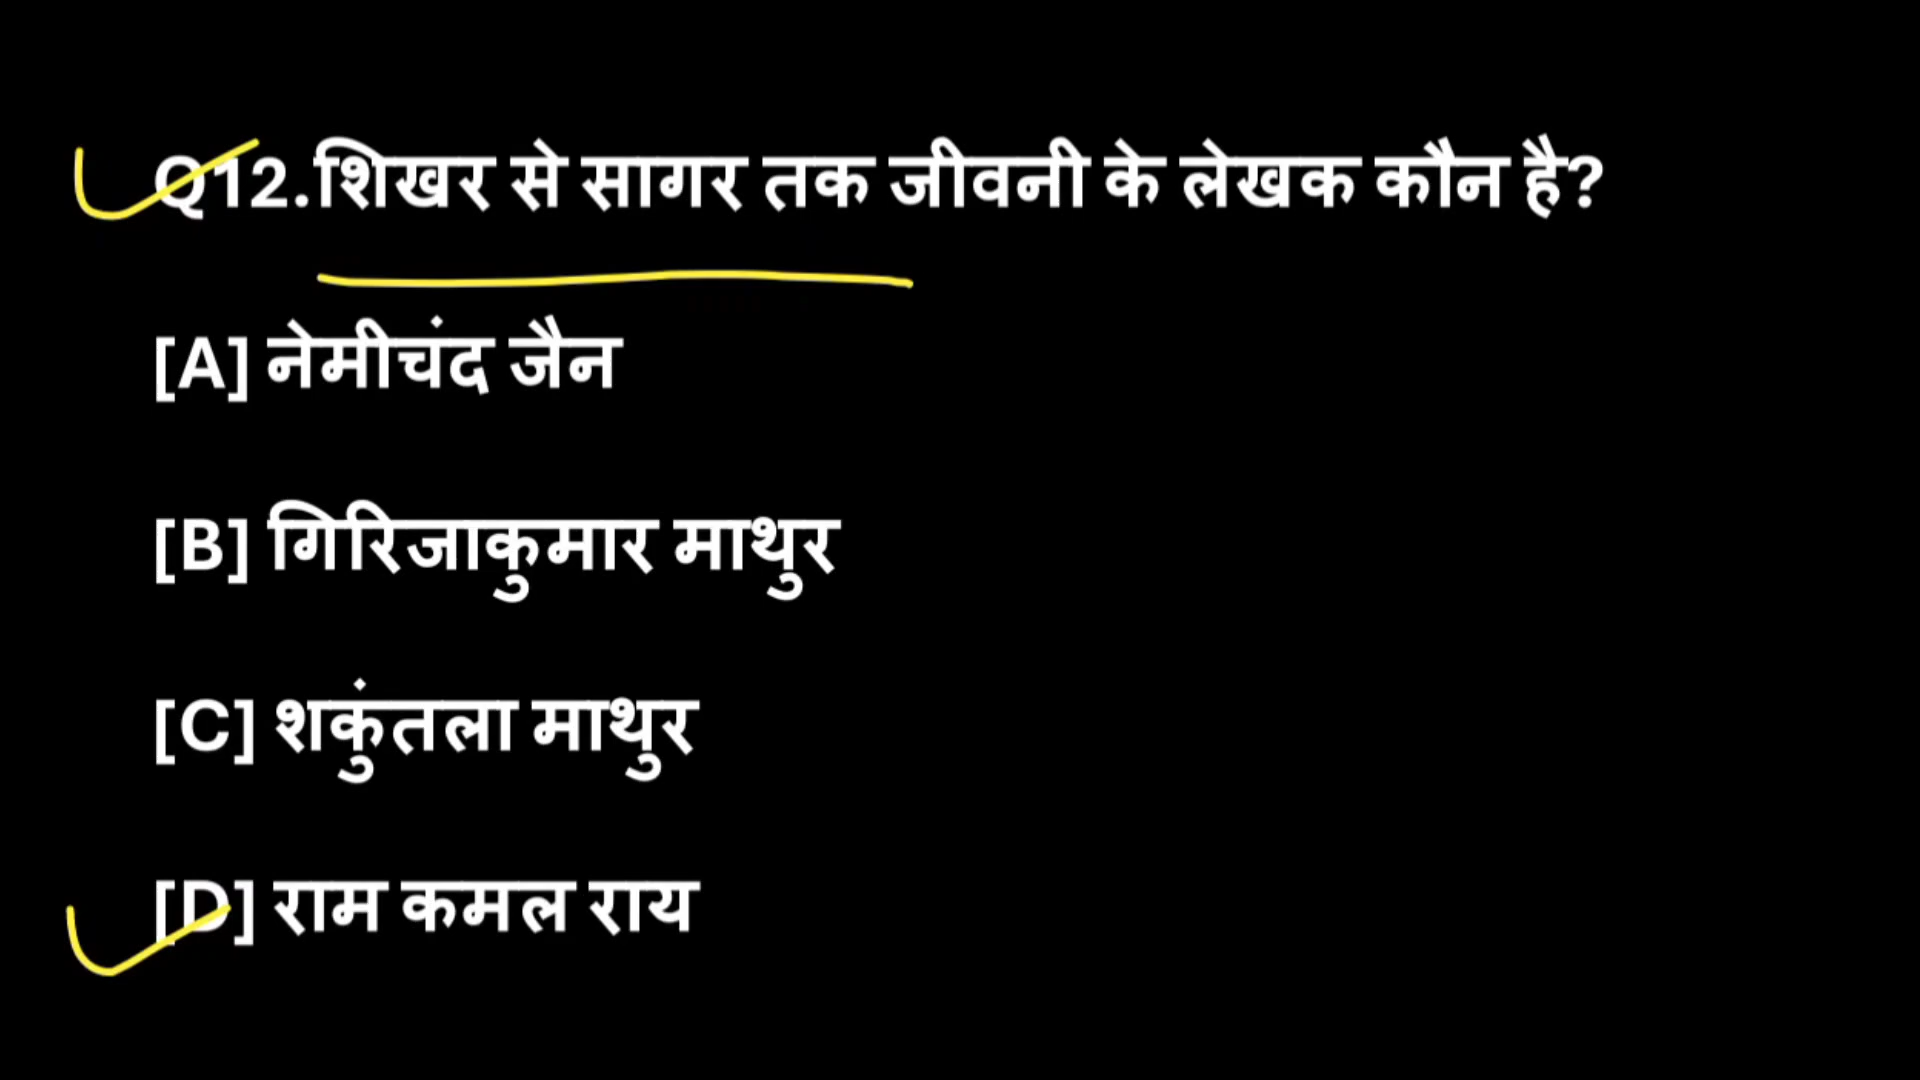 Q12.शिखर से सागर तक जीवनी के लेखक कौन है?
[A] नेमीचंद जैन
[B] गिरिजाकुमार माथुर
[C] शकुंतला माथुर
[D] राम कमल राय